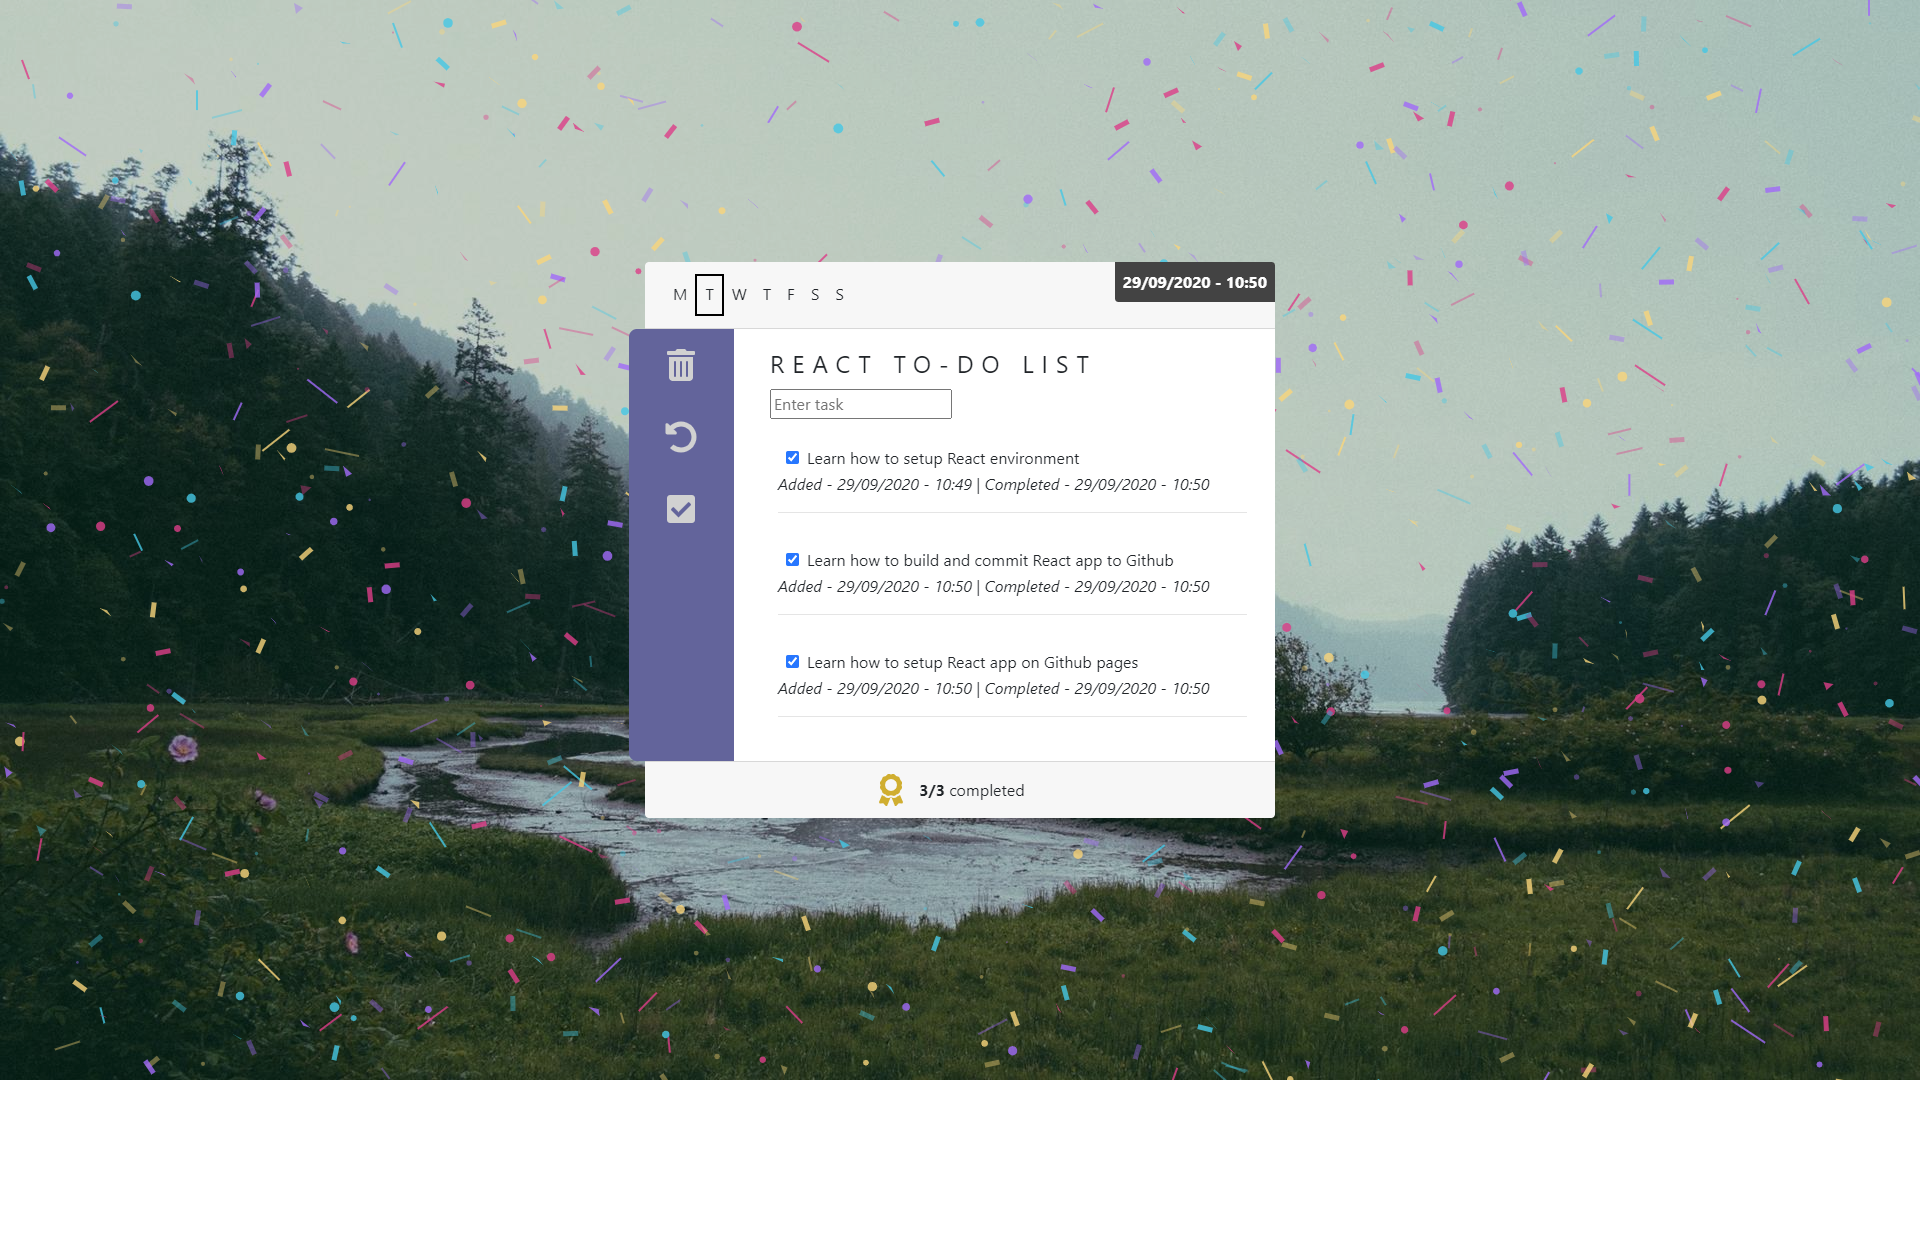 M T W T F S S
29/09/2020 - 10:50
REACT TO-DO LIST
Enter task
Learn how to setup React environment
Added - 29/09/2020 - 10:49 | Completed - 29/09/2020 - 10:50
Learn how to build and commit React app to Github
Added - 29/09/2020 - 10:50 | Completed - 29/09/2020 - 10:50
Learn how to setup React app on Github pages
Added - 29/09/2020 - 10:50 | Completed - 29/09/2020 - 10:50
3/3 completed